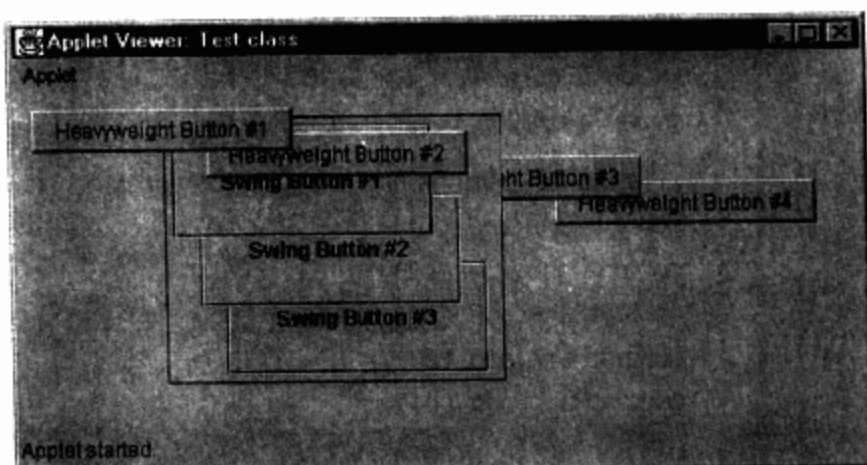 Applet Viewer: Test class
Applet
Heavyweight Button #1
Heavyweight Button #2
ht Button #3
Heavyweight Button #4
Swing Button #1
Swing Button #2
Swing Button #3
Applet started.